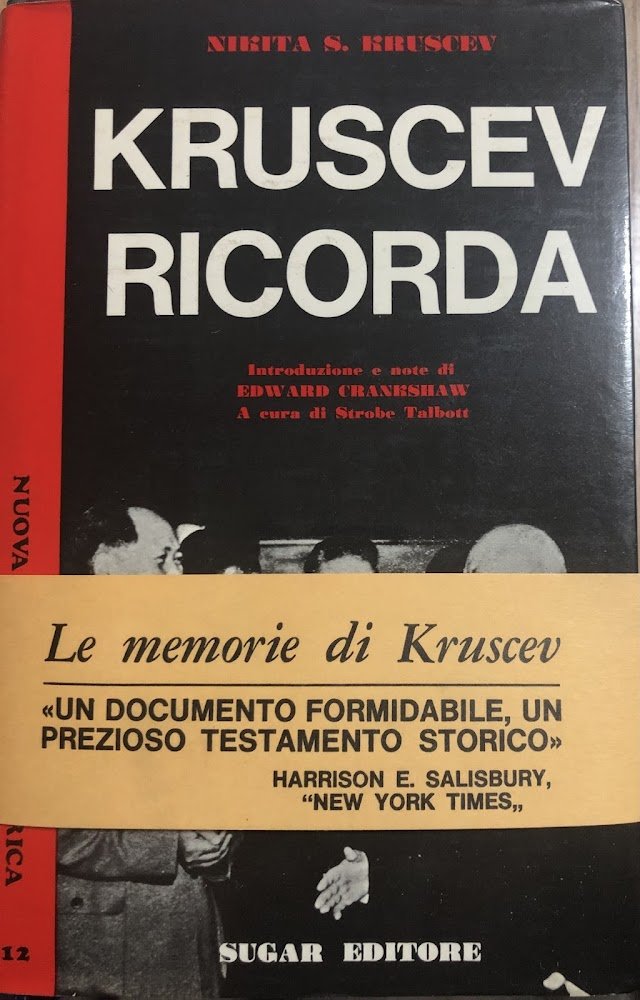 NIKITA S. KRUSCEV
KRUSCEV
RICORDA
Introduzione e note di
EDWARD CRANKSHAW
A cura di Strobe Talbott
NUOVA
Le memorie di Kruscev
«UN DOCUMENTO FORMIDABILE, UN
PREZIOSO TESTAMENTO STORICO»
HARRISON E. SALISBURY,
“NEW YORK TIMES„
RICA
12
SUGAR EDITORE